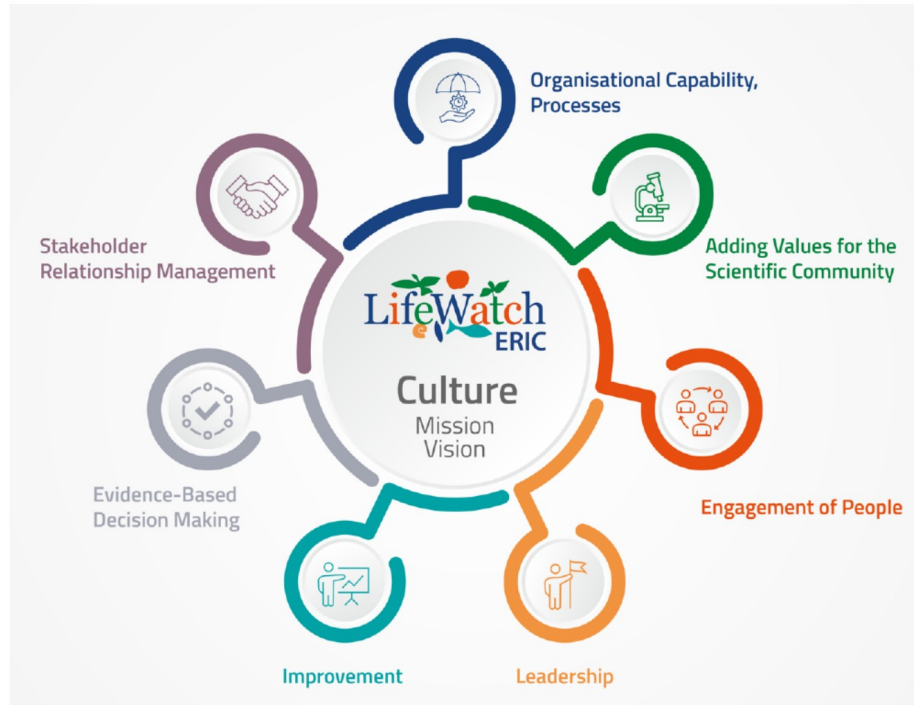 Organisational Capability,
Processes
Stakeholder
Relationship Management
Adding Values for the
Scientific Community
LifeWatch
e
ERIC
Culture
Mission
Vision
Evidence-Based
Decision Making
Engagement of People
Improvement
Leadership